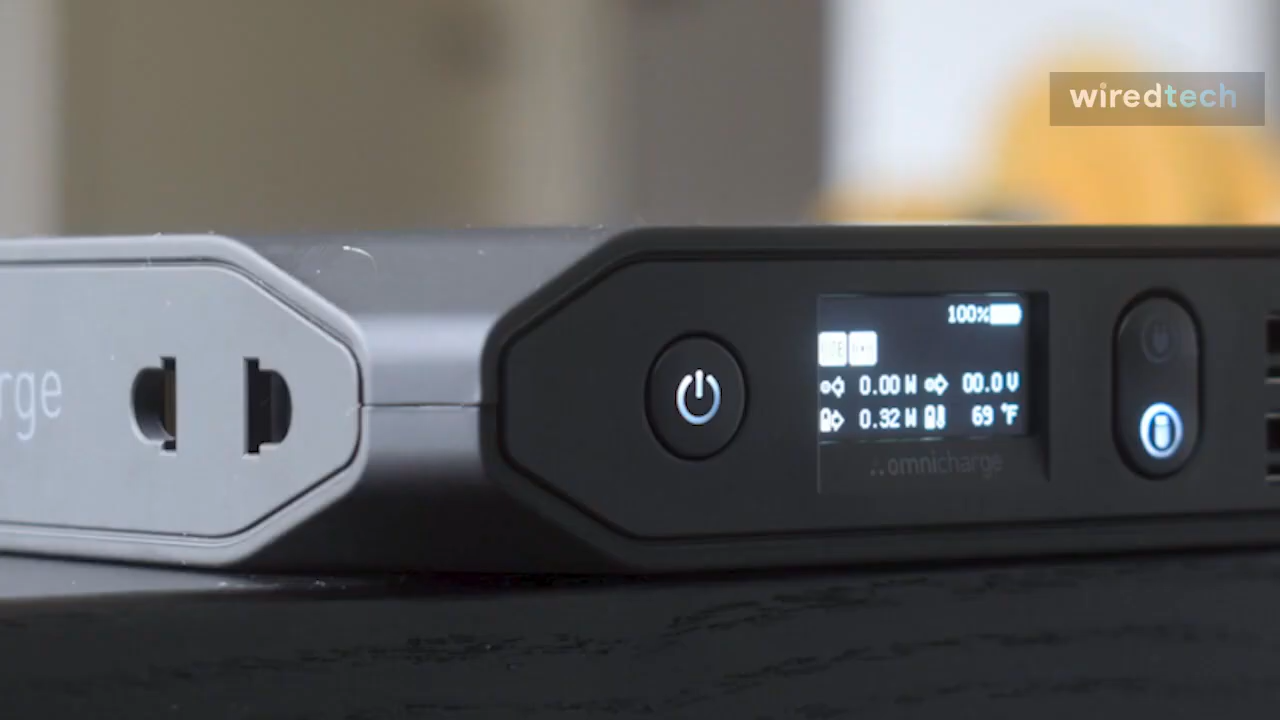 wiredtech
rge
100%
0.00 W 00.0 V
0.32 W 69 °F
omnicharge